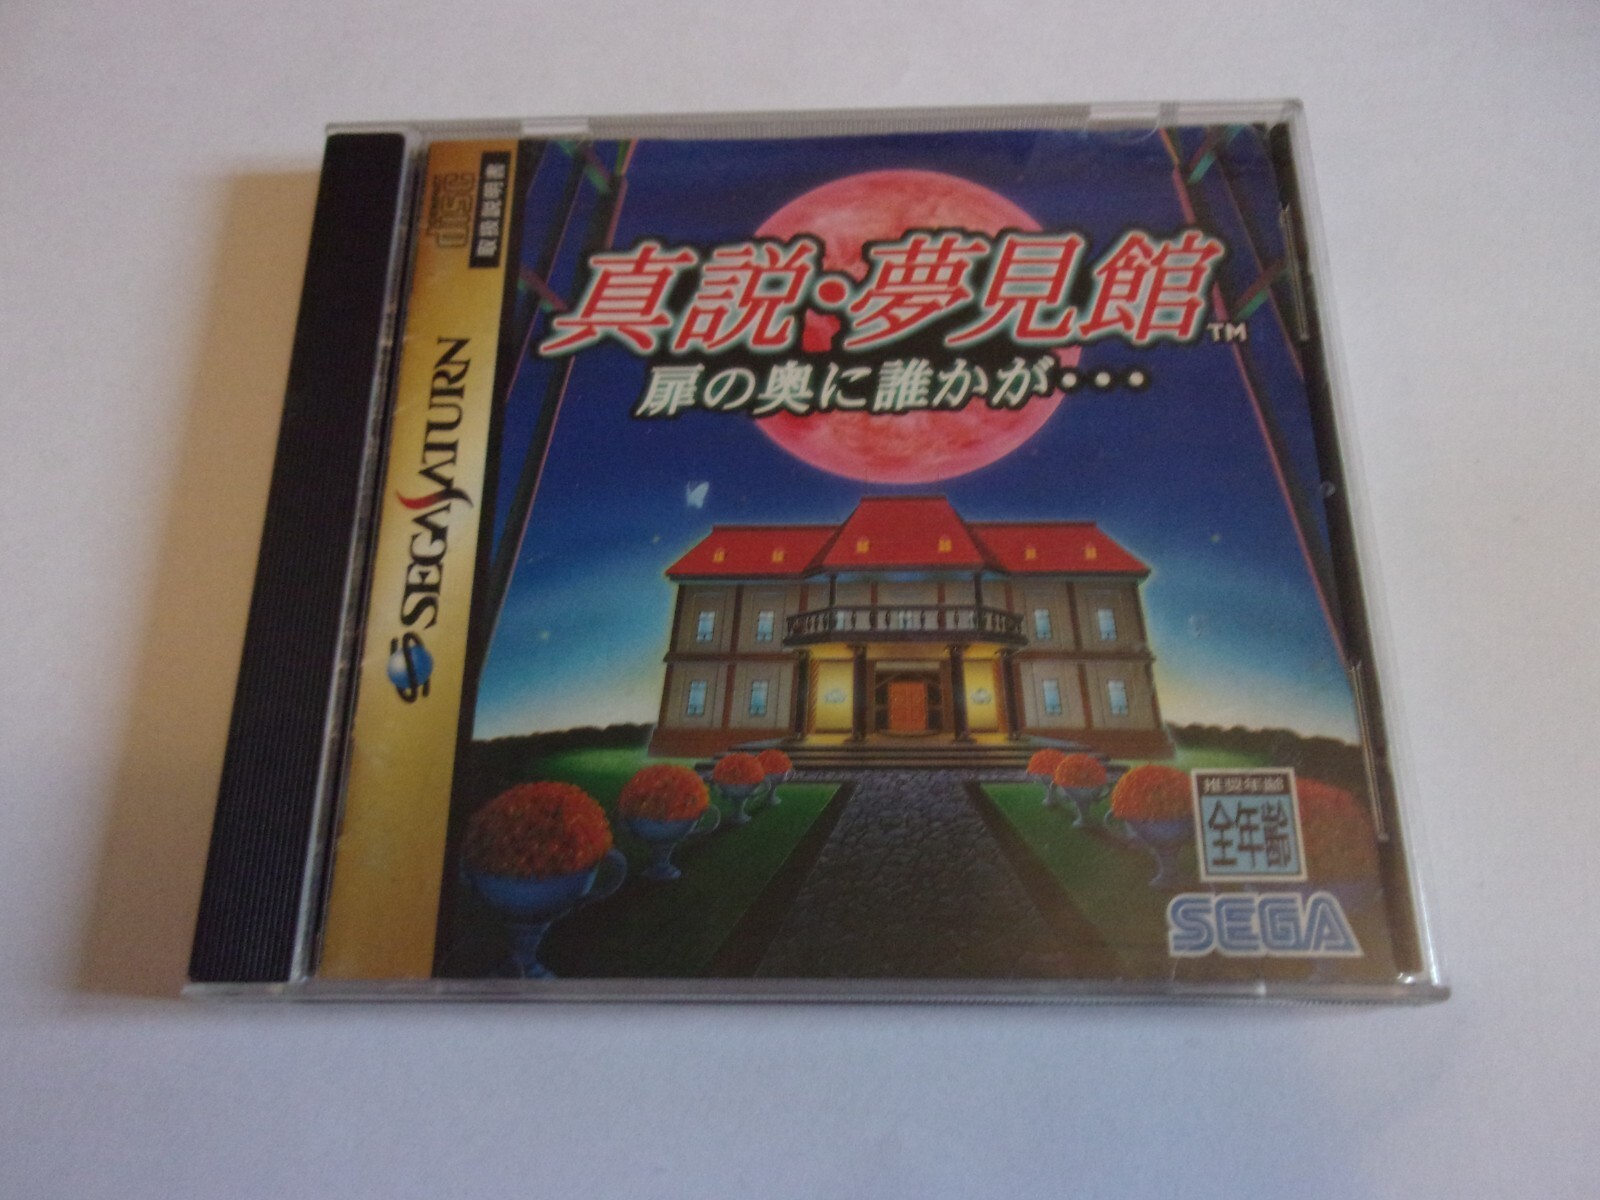 disc
取扱説明書
SEGA SATURN
真説・夢見館
TM
扉の奥に誰かが・・・
推奨年齢
全年齢
SEGA